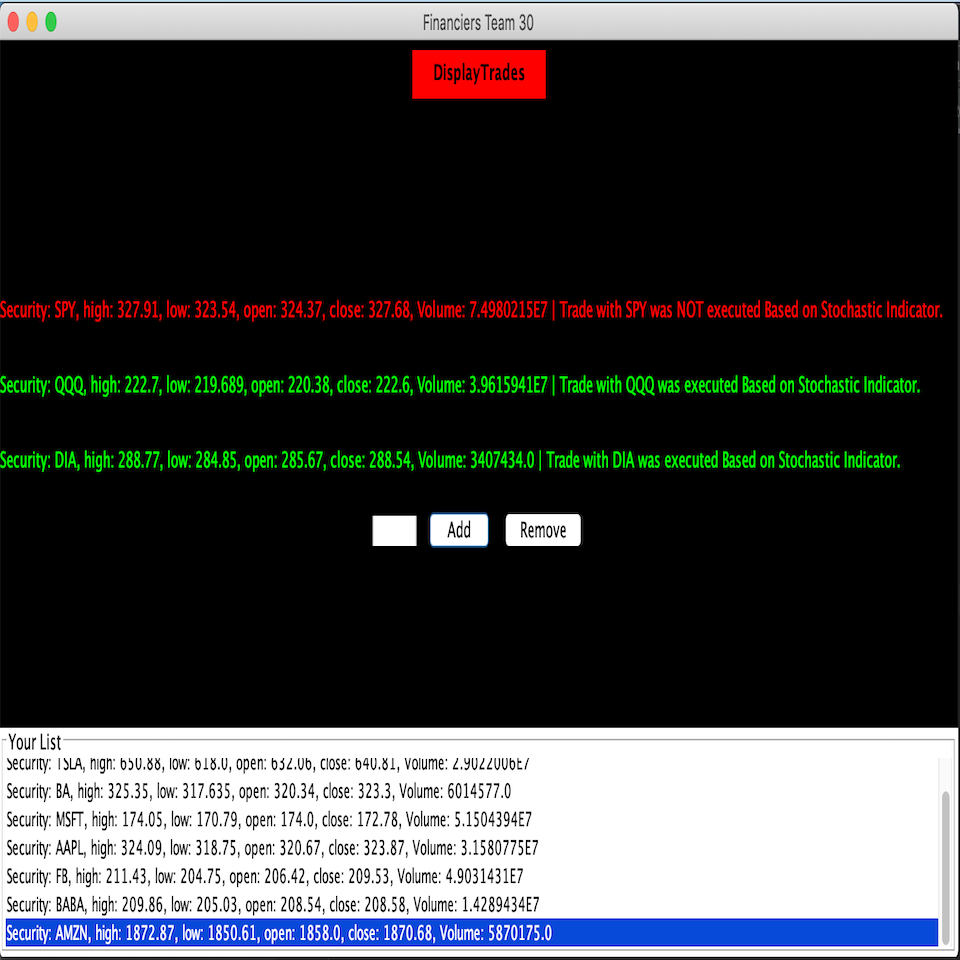 Financiers Team 30
DisplayTrades
Security: SPY, high: 327.91, low: 323.54, open: 324.37, close: 327.68, Volume: 7.4980215E7 | Trade with SPY was NOT executed Based on Stochastic Indicator.
Security: QQQ, high: 222.7, low: 219.689, open: 220.38, close: 222.6, Volume: 3.9615941E7 | Trade with QQQ was executed Based on Stochastic Indicator.
Security: DIA, high: 288.77, low: 284.85, open: 285.67, close: 288.54, Volume: 3407434.0 | Trade with DIA was executed Based on Stochastic Indicator.
Add Remove
Your List
Security: TSLA, high: 650.88, low: 618.0, open: 632.06, close: 640.81, Volume: 2.9022006E7
Security: BA, high: 325.35, low: 317.635, open: 320.34, close: 323.3, Volume: 6014577.0
Security: MSFT, high: 174.05, low: 170.79, open: 174.0, close: 172.78, Volume: 5.1504394E7
Security: AAPL, high: 324.09, low: 318.75, open: 320.67, close: 323.87, Volume: 3.1580775E7
Security: FB, high: 211.43, low: 204.75, open: 206.42, close: 209.53, Volume: 4.9031431E7
Security: BABA, high: 209.86, low: 205.03, open: 208.54, close: 208.58, Volume: 1.4289434E7
Security: AMZN, high: 1872.87, low: 1850.61, open: 1858.0, close: 1870.68, Volume: 5870175.0